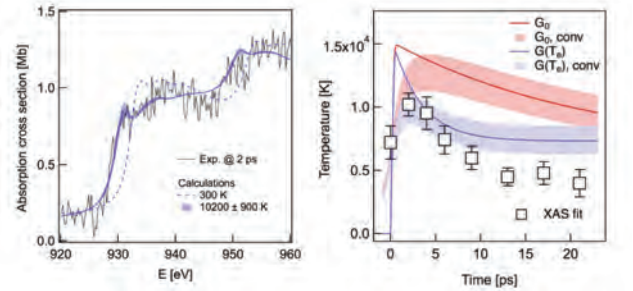 Absorption cross section [Mb]
1.5
1.0
0.5
0.0
Exp. @ 2 ps
Calculations
300 K
10200 ± 900 K
920 930 940 950 960
E [eV]
Temperature [K]
1.5x10⁴
1.0
0.5
0.0
G₀
G₀, conv
G(Tₑ)
G(Tₑ), conv
XAS fit
0 5 10 15 20
Time [ps]